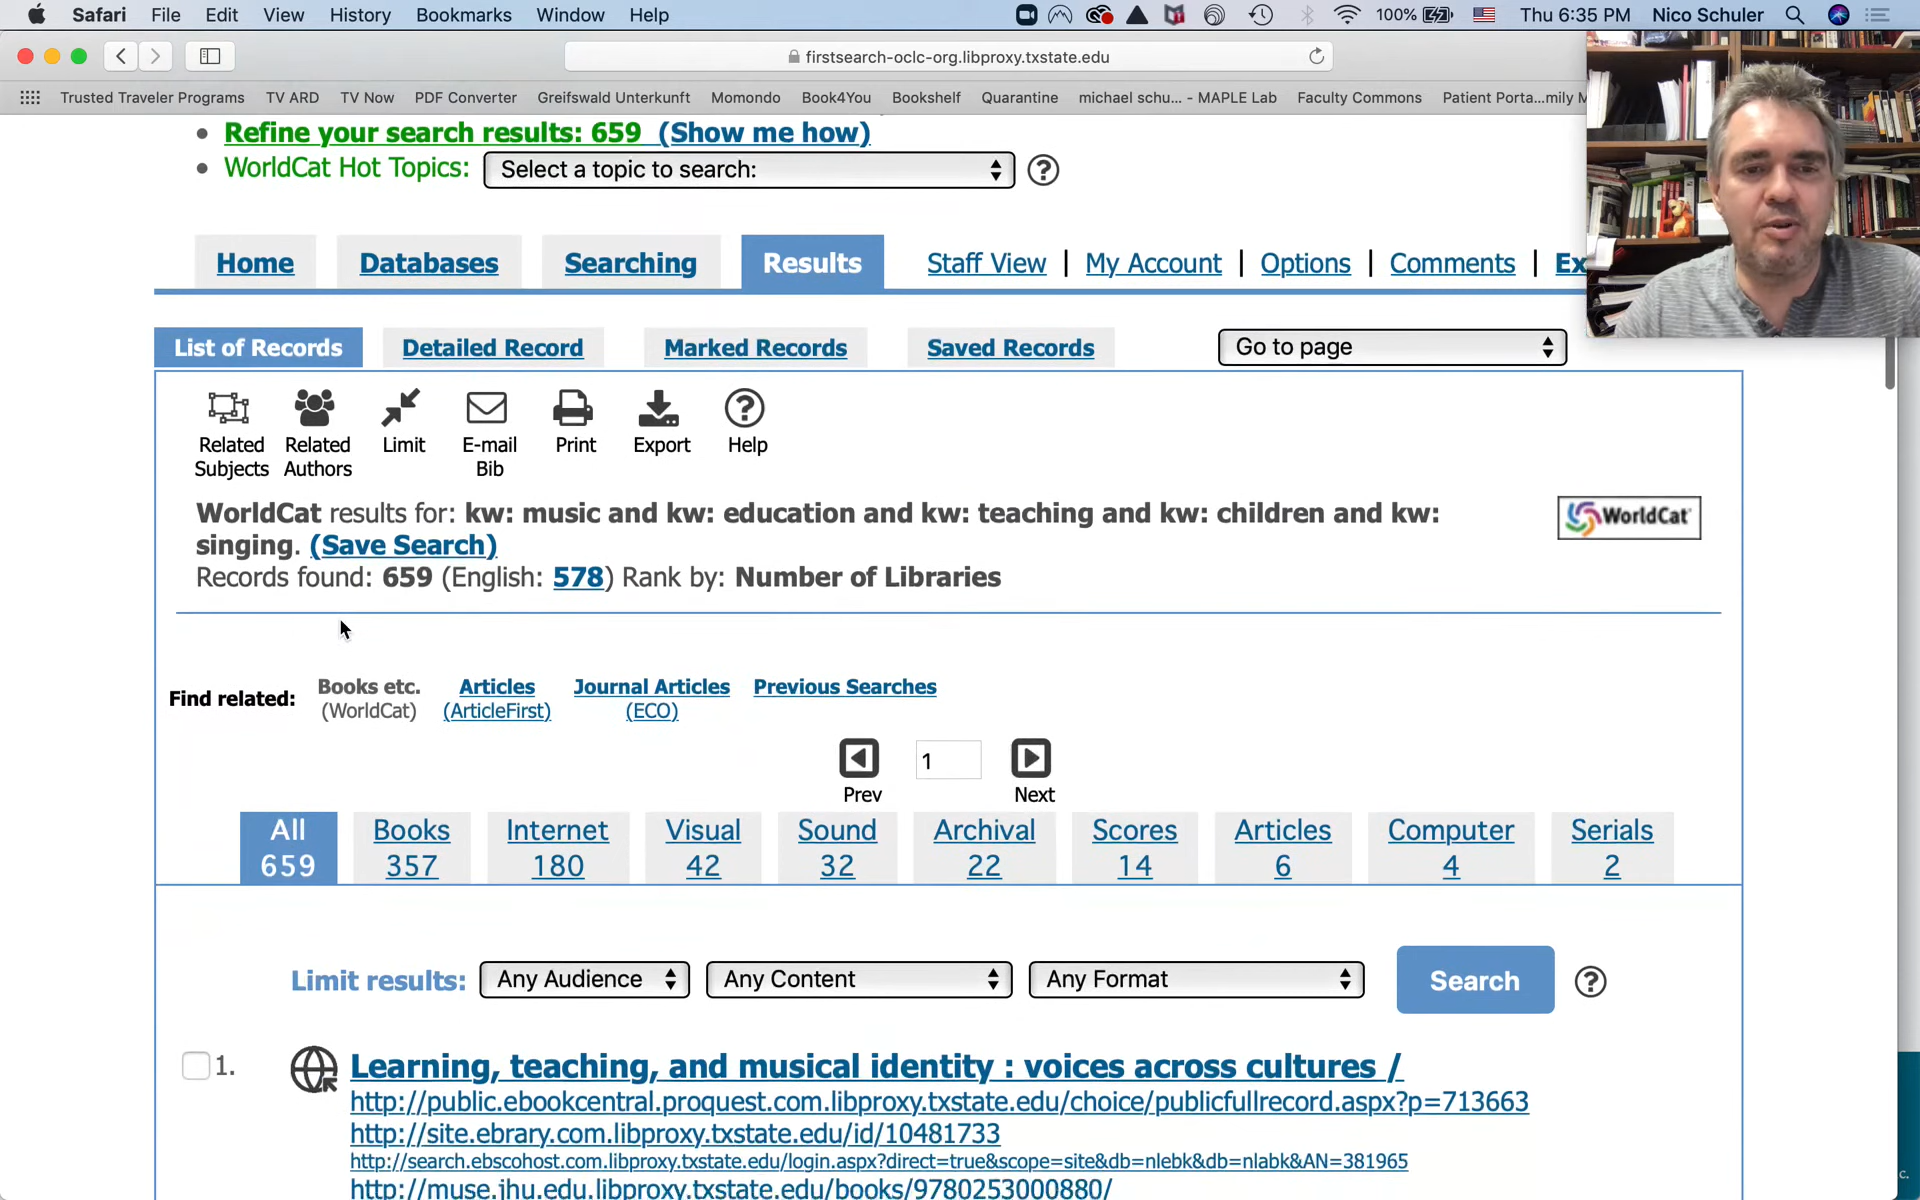 Safari File Edit View History Bookmarks Window Help 100% Thu 6:35 PM Nico Schuler
firstsearch-oclc-org.libproxy.txstate.edu
Trusted Traveler Programs TV ARD TV Now PDF Converter Greifswald Unterkunft Momondo Book4You Bookshelf Quarantine michael schu... - MAPLE Lab Faculty Commons Patient Porta...mily M
• Refine your search results: 659 (Show me how)
• WorldCat Hot Topics: Select a topic to search:
Home Databases Searching Results Staff View | My Account | Options | Comments | Ex
List of Records Detailed Record Marked Records Saved Records Go to page
Related Subjects Related Authors Limit E-mail Bib Print Export Help
WorldCat results for: kw: music and kw: education and kw: teaching and kw: children and kw:
singing. (Save Search)
WorldCat
Records found: 659 (English: 578) Rank by: Number of Libraries
Find related: Books etc. (WorldCat) Articles (ArticleFirst) Journal Articles (ECO) Previous Searches
1
Prev Next
All Books Internet Visual Sound Archival Scores Articles Computer Serials
659 357 180 42 32 22 14 6 4 2
Limit results: Any Audience Any Content Any Format Search
1. Learning, teaching, and musical identity : voices across cultures /
http://public.ebookcentral.proquest.com.libproxy.txstate.edu/choice/publicfullrecord.aspx?p=713663
http://site.ebrary.com.libproxy.txstate.edu/id/10481733
http://search.ebscohost.com.libproxy.txstate.edu/login.aspx?direct=true&scope=site&db=nlebk&db=nlabk&AN=381965
http://muse.jhu.edu.libproxy.txstate.edu/books/9780253000880/
c.